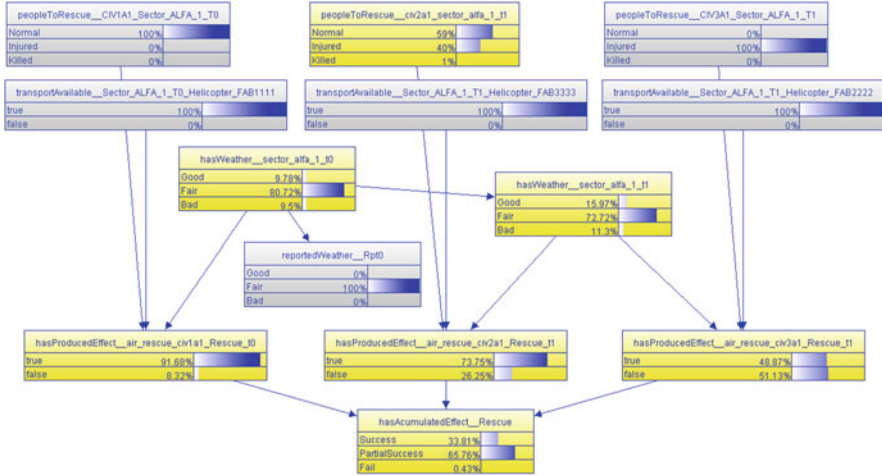 peopleToRescue__CIV1A1_Sector_ALFA_1_T0
Normal 100%
Injured 0%
Killed 0%
peopleToRescue__civ2a1_sector_alfa_1_t1
Normal 59%
Injured 40%
Killed 1%
peopleToRescue__CIV3A1_Sector_ALFA_1_T1
Normal 0%
Injured 100%
Killed 0%
transportAvailable__Sector_ALFA_1_T0_Helicopter_FAB1111
true 100%
false 0%
transportAvailable__Sector_ALFA_1_T1_Helicopter_FAB3333
true 100%
false 0%
transportAvailable__Sector_ALFA_1_T1_Helicopter_FAB2222
true 100%
false 0%
hasWeather__sector_alfa_1_t0
Good 9.78%
Fair 80.72%
Bad 9.5%
hasWeather__sector_alfa_1_t1
Good 15.97%
Fair 72.72%
Bad 11.3%
reportedWeather__Rpt0
Good 0%
Fair 100%
Bad 0%
hasProducedEffect__air_rescue_civ1a1_Rescue_t0
true 91.68%
false 8.32%
hasProducedEffect__air_rescue_civ2a1_Rescue_t1
true 73.75%
false 26.25%
hasProducedEffect__air_rescue_civ3a1_Rescue_t1
true 48.87%
false 51.13%
hasAcumulatedEffect__Rescue
Success 33.81%
PartialSuccess 65.76%
Fail 0.43%